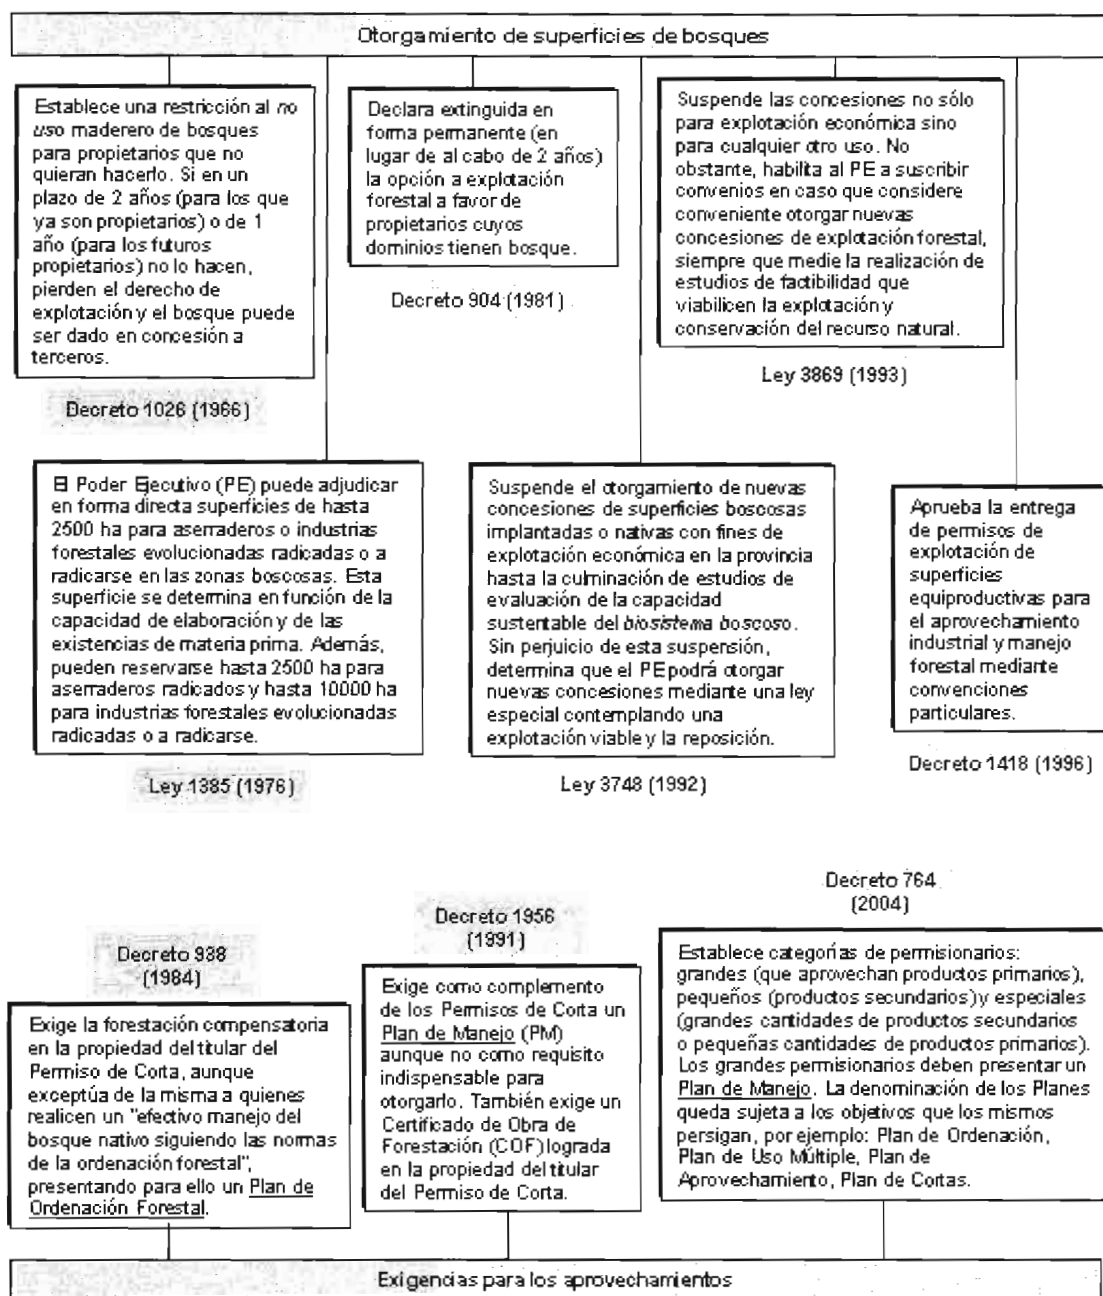 Otorgamiento de superficies de bosques
Establece una restricción al no
uso maderero de bosques
para propietarios que no
quieran hacerlo. Si en un
plazo de 2 años (para los que
ya son propietarios) o de 1
año (para los futuros
propietarios) no lo hacen,
pierden el derecho de
explotación y el bosque puede
ser dado en concesión a
terceros.
Decreto 1026 (1966)
Declara extinguida en
forma permanente (en
lugar de al cabo de 2 años)
la opción a explotación
forestal a favor de
propietarios cuyos
dominios tienen bosque.
Decreto 904 (1981)
Suspende las concesiones no sólo
para explotación económica sino
para cualquier otro uso. No
obstante, habilita al PE a suscribir
convenios en caso que considere
conveniente otorgar nuevas
concesiones de explotación forestal,
siempre que medie la realización de
estudios de factibilidad que
viabilicen la explotación y
conservación del recurso natural.
Ley 3869 (1993)
El Poder Ejecutivo (PE) puede adjudicar
en forma directa superficies de hasta
2500 ha para aserraderos o industrias
forestales evolucionadas radicadas o a
radicarse en las zonas boscosas. Esta
superficie se determina en función de la
capacidad de elaboración y de las
existencias de materia prima. Además,
pueden reservarse hasta 2500 ha para
aserraderos radicados y hasta 10000 ha
para industrias forestales evolucionadas
radicadas o a radicarse.
Ley 1385 (1976)
Suspende el otorgamiento de nuevas
concesiones de superficies boscosas
implantadas o nativas con fines de
explotación económica en la provincia
hasta la culminación de estudios de
evaluación de la capacidad
sustentable del biosistema boscoso.
Sin perjuicio de esta suspensión,
determina que el PE podrá otorgar
nuevas concesiones mediante una ley
especial contemplando una
explotación viable y la reposición.
Ley 3748 (1992)
Aprueba la entrega
de permisos de
explotación de
superficies
equiproductivas para
el aprovechamiento
industrial y manejo
forestal mediante
convenciones
particulares.
Decreto 1418 (1996)
Decreto 938
(1984)
Exige la forestación compensatoria
en la propiedad del titular del
Permiso de Corta, aunque
exceptúa de la misma a quienes
realicen un "efectivo manejo del
bosque nativo siguiendo las normas
de la ordenación forestal",
presentando para ello un Plan de
Ordenación Forestal.
Decreto 1956
(1991)
Exige como complemento
de los Permisos de Corta un
Plan de Manejo (PM)
aunque no como requisito
indispensable para
otorgarlo. También exige un
Certificado de Obra de
Forestación (COF) lograda
en la propiedad del titular
del Permiso de Corta.
Decreto 764
(2004)
Establece categorías de permisionarios:
grandes (que aprovechan productos primarios),
pequeños (productos secundarios) y especiales
(grandes cantidades de productos secundarios
o pequeñas cantidades de productos primarios).
Los grandes permisionarios deben presentar un
Plan de Manejo. La denominación de los Planes
queda sujeta a los objetivos que los mismos
persigan, por ejemplo: Plan de Ordenación,
Plan de Uso Múltiple, Plan de
Aprovechamiento, Plan de Cortas.
Exigencias para los aprovechamientos